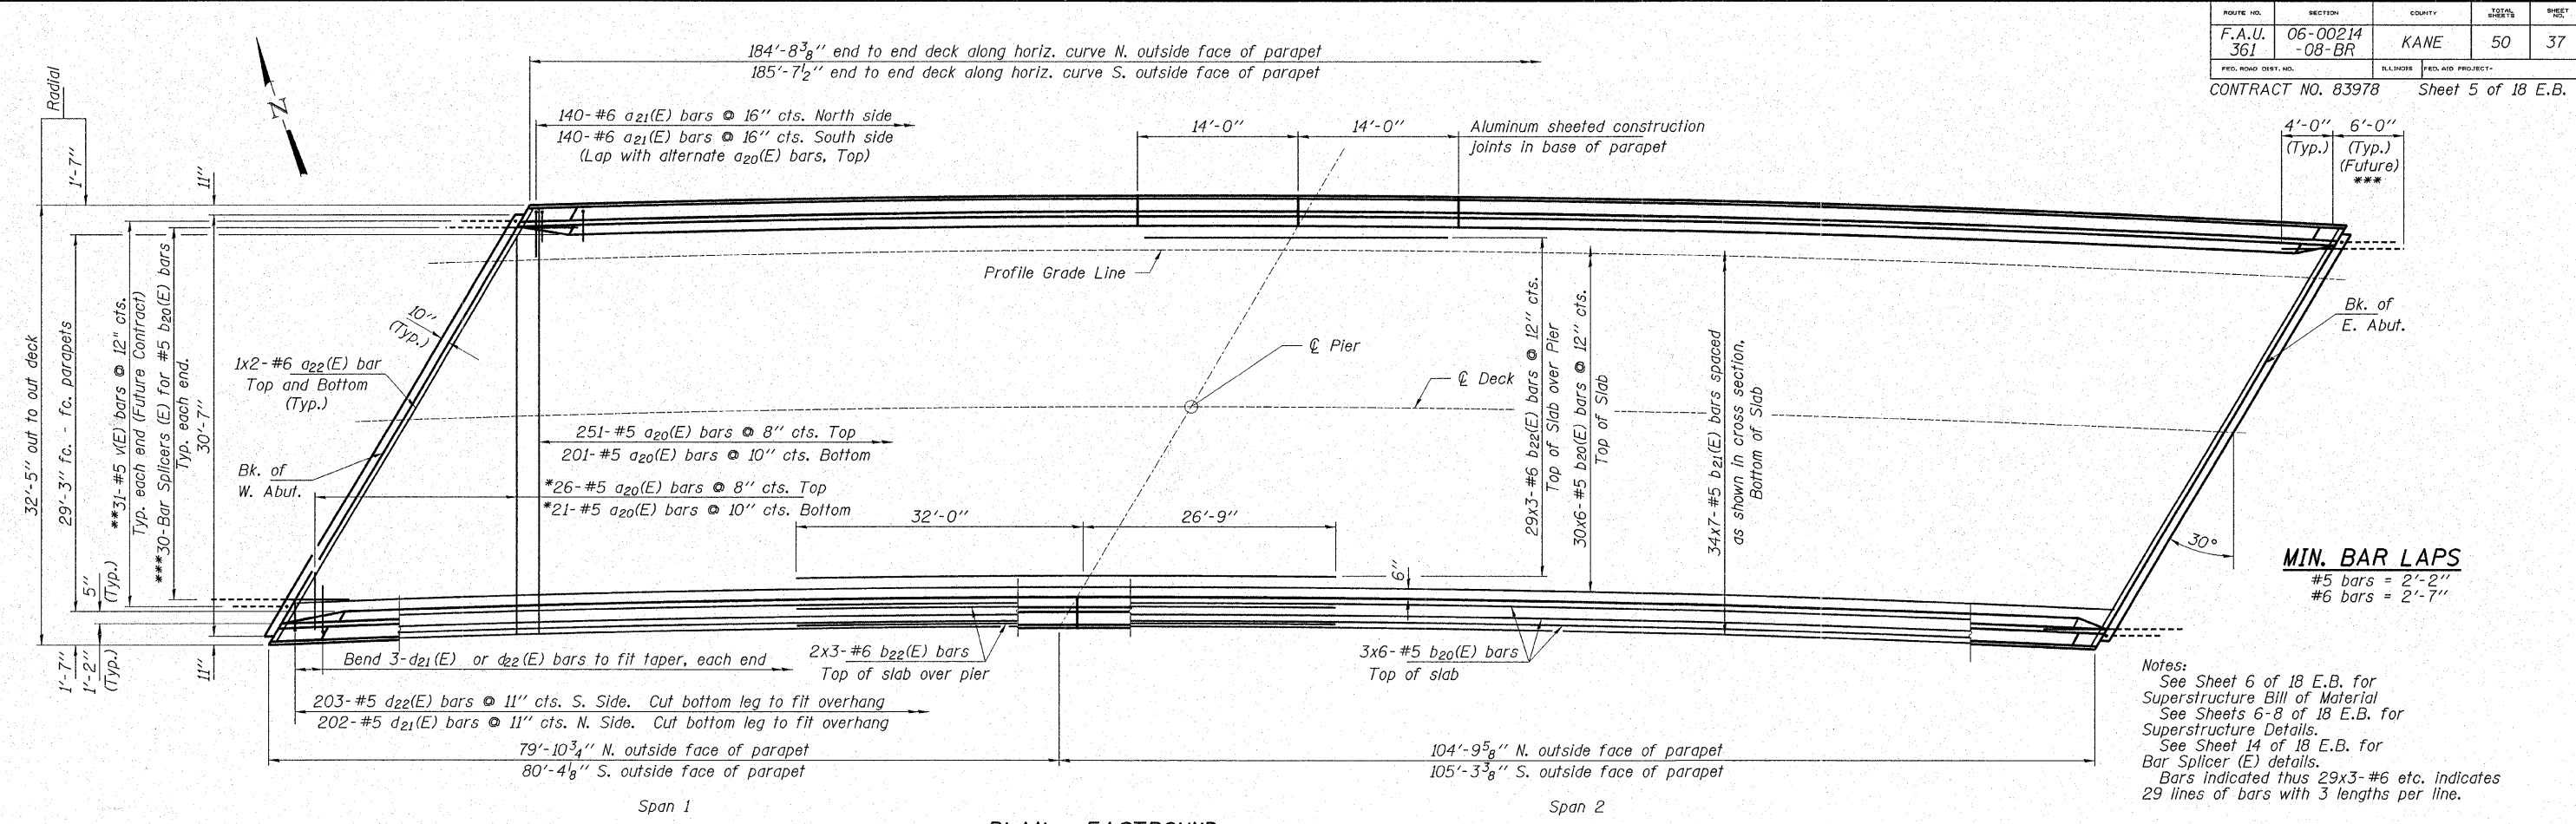 ROUTE NO. SECTION COUNTY TOTAL SHEETS SHEET NO.
F.A.U. 361 06-00214 -08-BR KANE 50 37
FED. ROAD DIST. NO. ILLINOIS FED. AID PROJECT-
CONTRACT NO. 83978 Sheet 5 of 18 E.B.
184'-8 3/8" end to end deck along horiz. curve N. outside face of parapet
185'-7 1/2" end to end deck along horiz. curve S. outside face of parapet
Radial
N
140-#6 a21(E) bars @ 16" cts. North side
140-#6 a21(E) bars @ 16" cts. South side
(Lap with alternate a20(E) bars, Top)
14'-0" 14'-0"
Aluminum sheeted construction
joints in base of parapet
4'-0" (Typ.)
6'-0" (Typ.)
(Future)
***
1'-7"
11"
32'-5" out to out deck
29'-3" fc. - fc. parapets
**31-#5 v(E) bars @ 12" cts.
Typ. each end (Future Contract)
***30-Bar Splicers (E) for #5 b20(E) bars
Typ. each end.
30'-7"
10"
(Typ.)
1x2-#6 a22(E) bar
Top and Bottom
(Typ.)
Bk. of
W. Abut.
Profile Grade Line
℄ Pier
℄ Deck
251-#5 a20(E) bars @ 8" cts. Top
201-#5 a20(E) bars @ 10" cts. Bottom
*26-#5 a20(E) bars @ 8" cts. Top
*21-#5 a20(E) bars @ 10" cts. Bottom
32'-0" 26'-9"
29x3-#6 b22(E) bars @ 12" cts.
Top of Slab over Pier
30x6-#5 b20(E) bars @ 12" cts.
Top of Slab
34x7-#5 b21(E) bars spaced
as shown in cross section,
Bottom of Slab
Bk. of
E. Abut.
30°
6"
MIN. BAR LAPS
#5 bars = 2'-2"
#6 bars = 2'-7"
5"
(Typ.)
1'-7"
1'-2"
(Typ.)
11"
Bend 3-d21(E) or d22(E) bars to fit taper, each end
2x3-#6 b22(E) bars
Top of slab over pier
3x6-#5 b20(E) bars
Top of slab
203-#5 d22(E) bars @ 11" cts. S. Side. Cut bottom leg to fit overhang
202-#5 d21(E) bars @ 11" cts. N. Side. Cut bottom leg to fit overhang
79'-10 3/4" N. outside face of parapet
80'-4 1/8" S. outside face of parapet
104'-9 5/8" N. outside face of parapet
105'-3 3/8" S. outside face of parapet
Span 1
Span 2
Notes:
See Sheet 6 of 18 E.B. for
Superstructure Bill of Material
See Sheets 6-8 of 18 E.B. for
Superstructure Details.
See Sheet 14 of 18 E.B. for
Bar Splicer (E) details.
Bars indicated thus 29x3-#6 etc. indicates
29 lines of bars with 3 lengths per line.